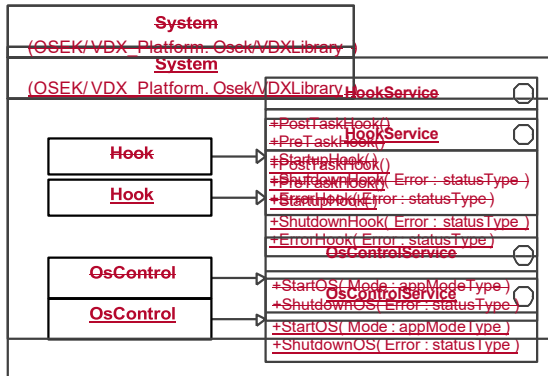 System
(OSEK/ VDX_Platform. Osek/VDXLibrary )
System
(OSEK/ VDX_Platform. Osek/VDXLibrary )
HookService
+PostTaskHook()
+PreTaskHook()
+StartupHook( )
+ShutdownHook( Error : statusType )
+ErrorHook( Error : statusType)
Hook
HookService
+PostTaskHook()
+PreTaskHook()
+StartupHook()
+ShutdownHook( Error : statusType )
+ErrorHook( Error : statusType )
Hook
OsControlService
+StartOS( Mode : appModeType )
+ShutdownOS( Error : statusType )
OsControl
OsControlService
+StartOS( Mode : appModeType )
+ShutdownOS( Error : statusType )
OsControl